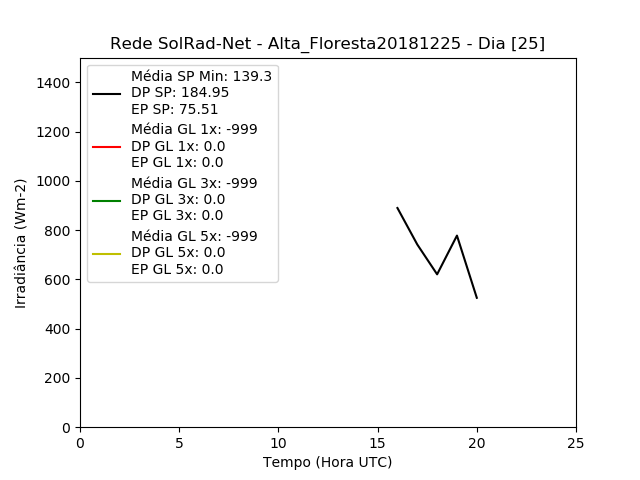 Rede SolRad-Net - Alta_Floresta20181225 - Dia [25]
Média SP Min: 139.3
DP SP: 184.95
EP SP: 75.51
Média GL 1x: -999
DP GL 1x: 0.0
EP GL 1x: 0.0
Média GL 3x: -999
DP GL 3x: 0.0
EP GL 3x: 0.0
Média GL 5x: -999
DP GL 5x: 0.0
EP GL 5x: 0.0
Irradiância (Wm-2)
1400
1200
1000
800
600
400
200
0
0 5 10 15 20 25
Tempo (Hora UTC)